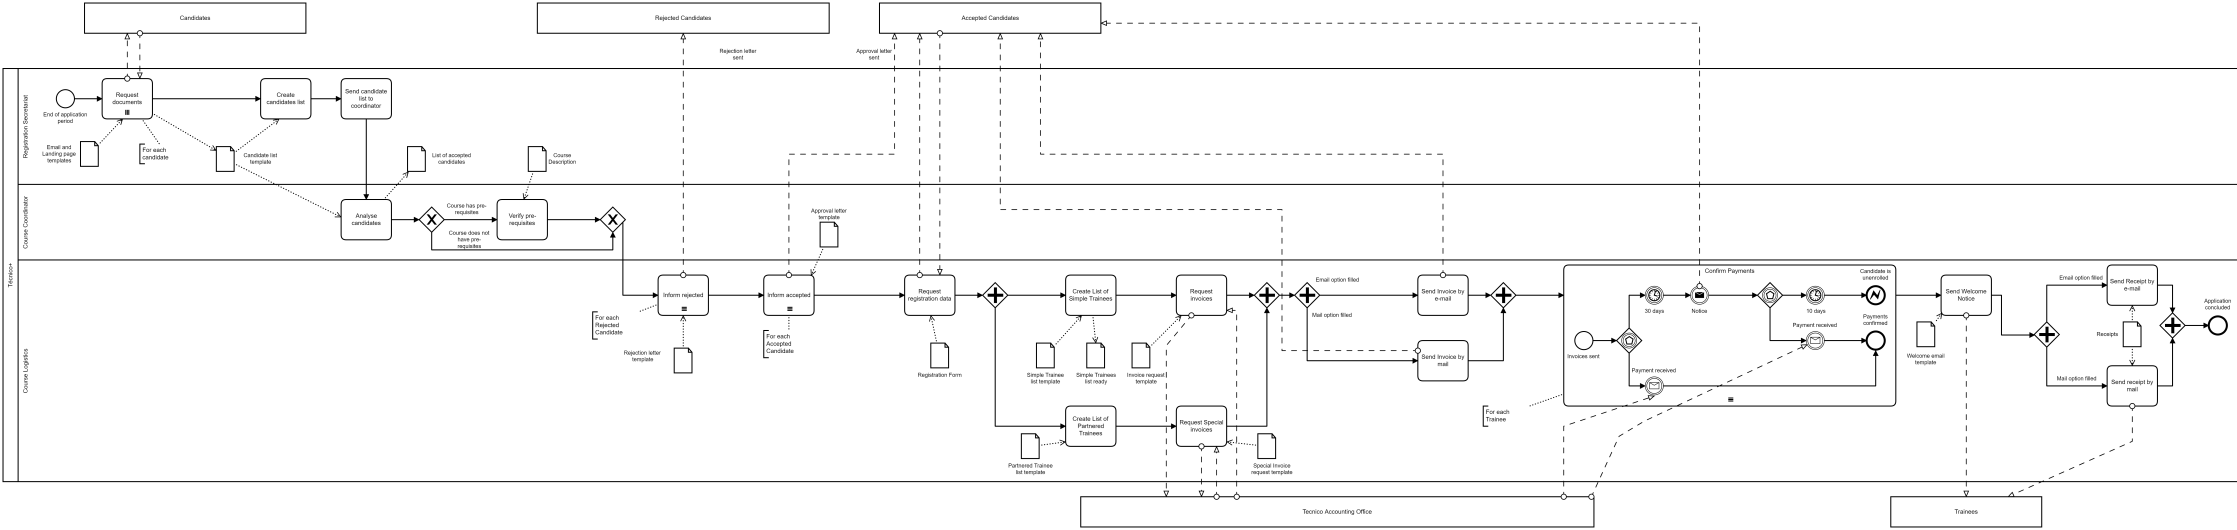 Candidates
Rejected Candidates
Accepted Candidates
Rejection letter
sent
Approval letter
sent
Técnico+
Registration Secretariat
End of application
period
Request
documents
Create
candidates list
Send candidate
list to
coordinator
Email and
Landing page
templates
For each
candidate
Candidate list
template
List of accepted
candidates
Course
Description
Course Coordinator
Analyse
candidates
Course has pre-
requisites
Course does not
have pre-
requisites
Verify pre-
requisites
Approval letter
template
Course Logistics
Inform rejected
For each
Rejected
Candidate
Rejection letter
template
Inform accepted
For each
Accepted
Candidate
Request
registration data
Registration Form
Create List of
Simple Trainees
Simple Trainee
list template
Simple Trainees
list ready
Request
invoices
Invoice request
template
Create List of
Partnered
Trainees
Partnered Trainee
list template
Request Special
invoices
Special Invoice
request template
Email option filled
Mail option filled
Send Invoice by
e-mail
Send Invoice by
mail
Confirm Payments
Invoices sent
30 days
Notice
10 days
Candidate is
unenrolled
Payment received
Payments
confirmed
Payment received
For each
Trainee
Send Welcome
Notice
Welcome email
template
Email option filled
Mail option filled
Send Receipt by
e-mail
Receipts
Send receipt by
mail
Application
concluded
Tecnico Accounting Office
Trainees